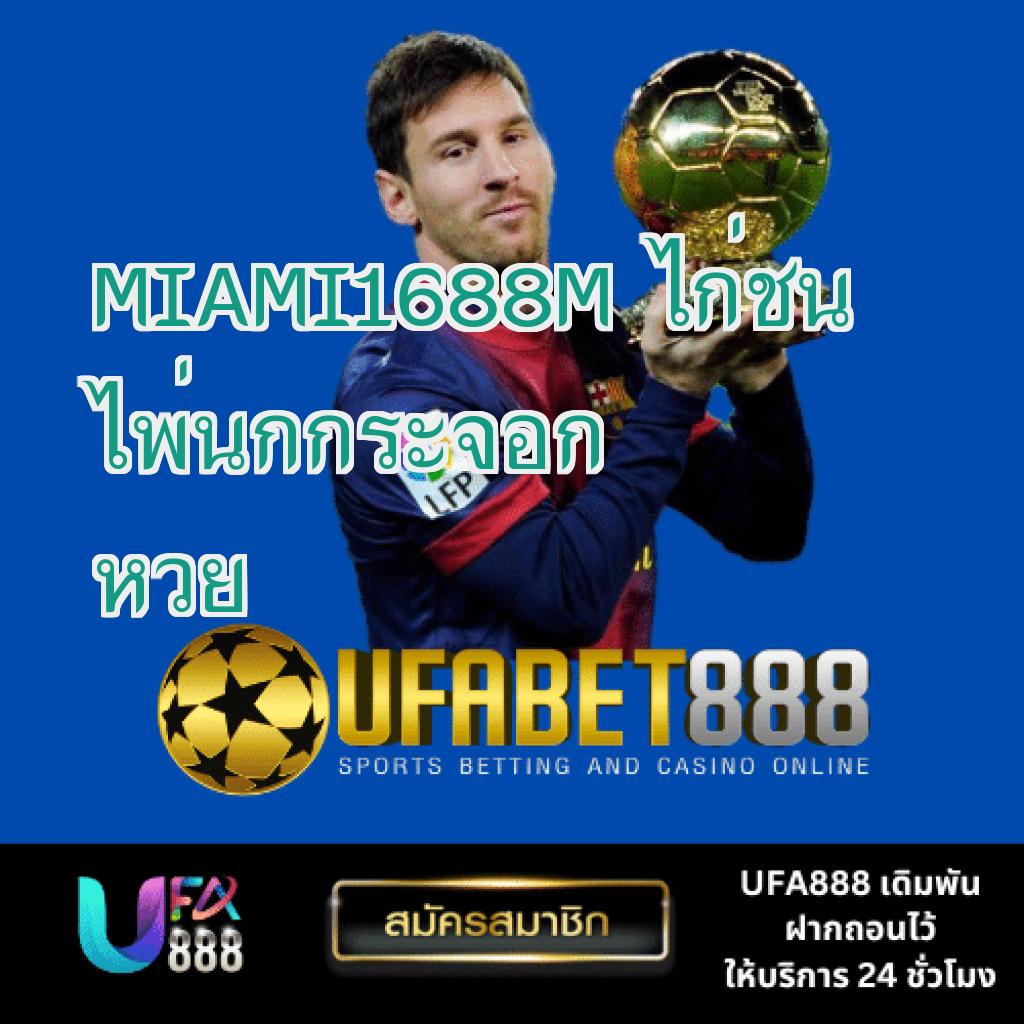 MIAMI1688M ไก่ชน
ไพ่นกกระจอก
LFP
หวย
UFABET888
SPORTS BETTING AND CASINO ONLINE
UFA
888
สมัครสมาชิก
UFA888 เดิมพัน
ฝากถอนไว้
ให้บริการ 24 ชั่วโมง